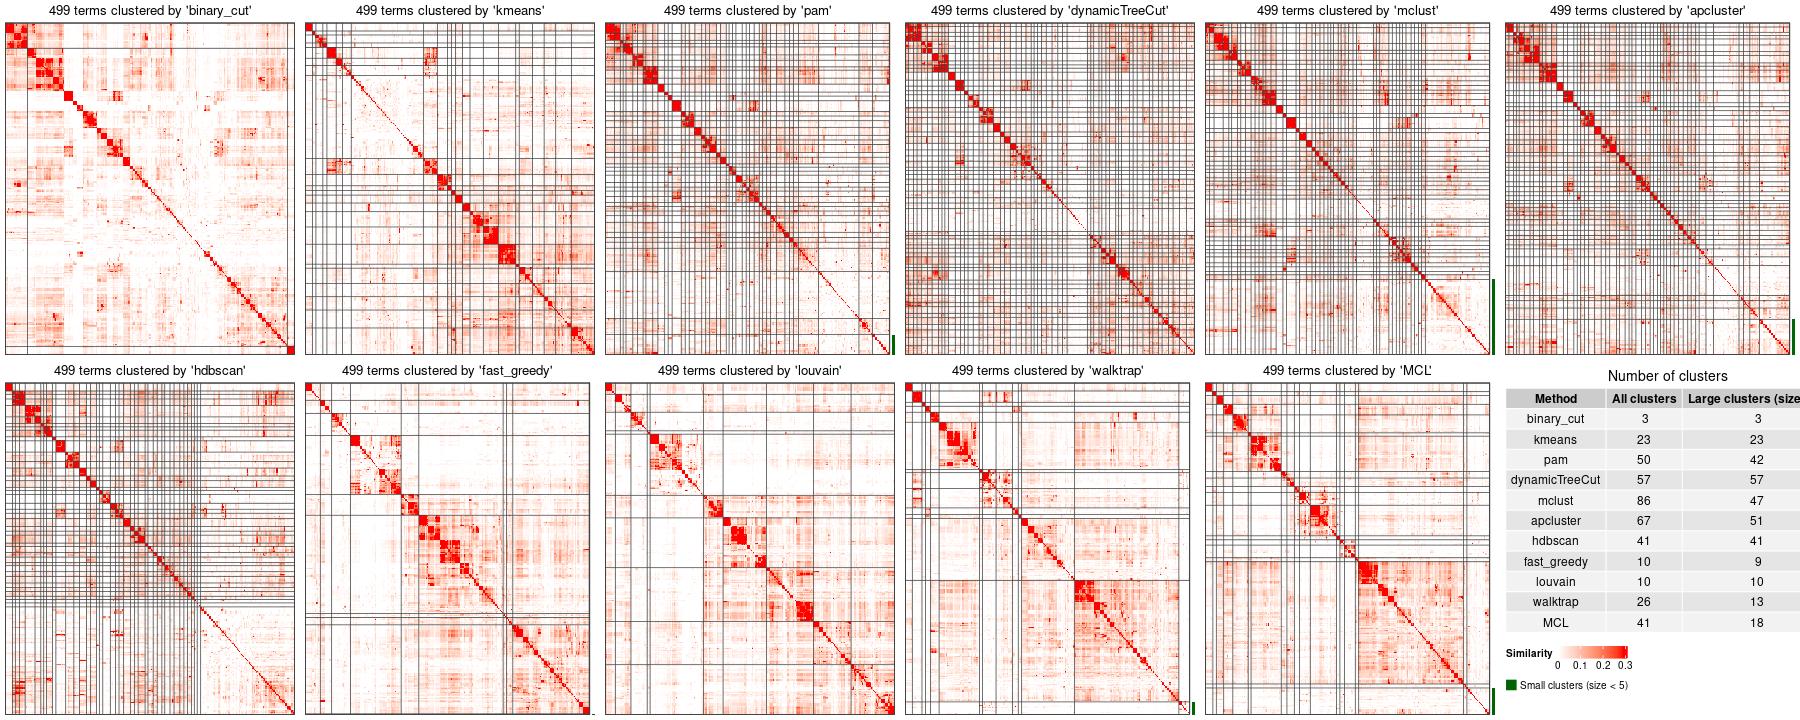 499 terms clustered by 'binary_cut'
499 terms clustered by 'kmeans'
499 terms clustered by 'pam'
499 terms clustered by 'dynamicTreeCut'
499 terms clustered by 'mclust'
499 terms clustered by 'apcluster'
499 terms clustered by 'hdbscan'
499 terms clustered by 'fast_greedy'
499 terms clustered by 'louvain'
499 terms clustered by 'walktrap'
499 terms clustered by 'MCL'
Number of clusters
Method All clusters Large clusters (size
binary_cut 3 3
kmeans 23 23
pam 50 42
dynamicTreeCut 57 57
mclust 86 47
apcluster 67 51
hdbscan 41 41
fast_greedy 10 9
louvain 10 10
walktrap 26 13
MCL 41 18
Similarity
0 0.1 0.2 0.3
Small clusters (size < 5)